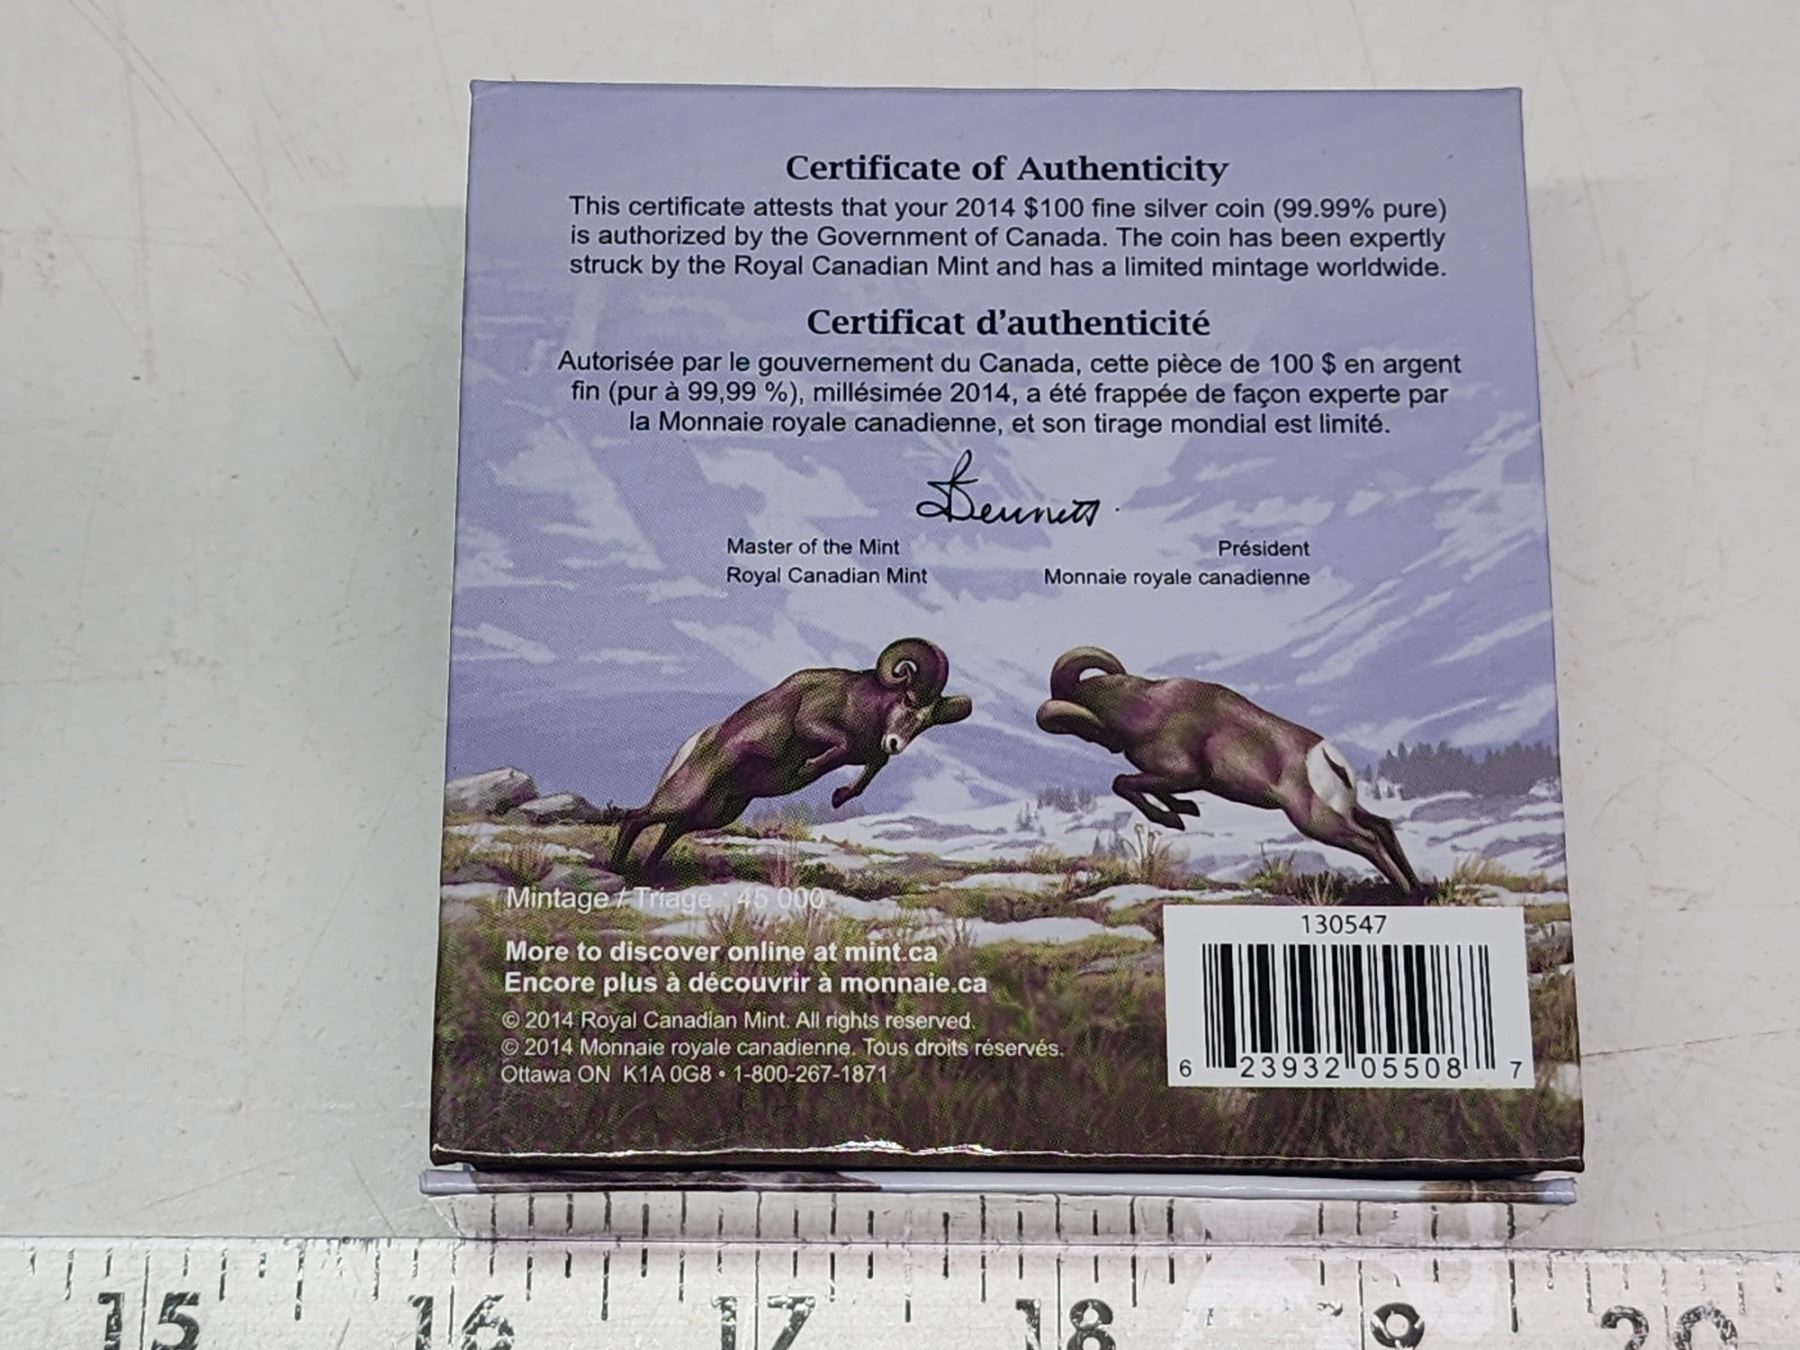 Certificate of Authenticity
This certificate attests that your 2014 $100 fine silver coin (99.99% pure)
is authorized by the Government of Canada. The coin has been expertly
struck by the Royal Canadian Mint and has a limited mintage worldwide.
Certificat d'authenticité
Autorisée par le gouvernement du Canada, cette pièce de 100 $ en argent
fin (pur à 99,99 %), millésimée 2014, a été frappée de façon experte par
la Monnaie royale canadienne, et son tirage mondial est limité.
Bennett
Master of the Mint
Royal Canadian Mint
Président
Monnaie royale canadienne
Mintage / Triage : 45 000
More to discover online at mint.ca
Encore plus à découvrir à monnaie.ca
© 2014 Royal Canadian Mint. All rights reserved.
© 2014 Monnaie royale canadienne. Tous droits réservés.
Ottawa ON K1A 0G8 • 1-800-267-1871
130547
6 23932 05508 7
15 16 17 18 19 20